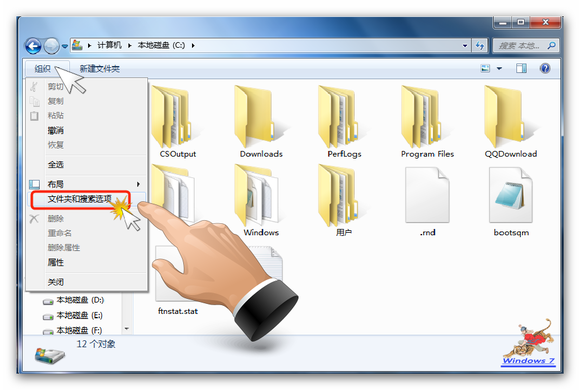 计算机 ▸ 本地磁盘 (C:) ▸
搜索 本地...
组织
新建文件夹
剪切
复制
粘贴
撤消
恢复
全选
布局
文件夹和搜索选项
删除
重命名
删除属性
属性
关闭
CSOutput
Downloads
PerfLogs
Program Files
QQDownload
Windows
用户
.rnd
bootsqm
ftnstat.stat
本地磁盘 (D:)
本地磁盘 (E:)
本地磁盘 (F:)
12 个对象
Windows 7